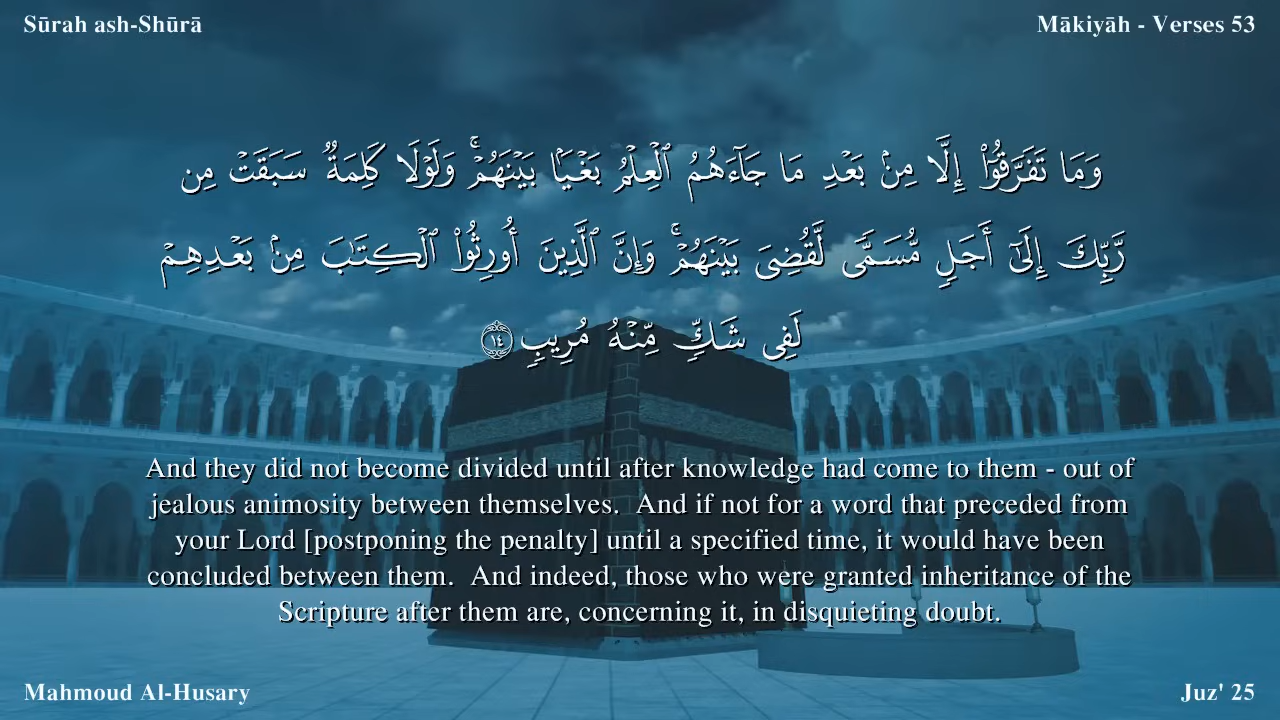 Sūrah ash-Shūrā
Mākiyāh - Verses 53
وَمَا تَفَرَّقُوٓا۟ إِلَّا مِنۢ بَعْدِ مَا جَآءَهُمُ ٱلْعِلْمُ بَغْيًۢا بَيْنَهُمْ ۚ وَلَوْلَا كَلِمَةٌ سَبَقَتْ مِن
رَّبِّكَ إِلَىٰٓ أَجَلٍ مُّسَمًّى لَّقُضِىَ بَيْنَهُمْ ۚ وَإِنَّ ٱلَّذِينَ أُورِثُوا۟ ٱلْكِتَـٰبَ مِنۢ بَعْدِهِمْ
لَفِى شَكٍّ مِّنْهُ مُرِيبٍ ١٤
And they did not become divided until after knowledge had come to them - out of
jealous animosity between themselves.  And if not for a word that preceded from
your Lord [postponing the penalty] until a specified time, it would have been
concluded between them.  And indeed, those who were granted inheritance of the
Scripture after them are, concerning it, in disquieting doubt.
Mahmoud Al-Husary
Juz' 25